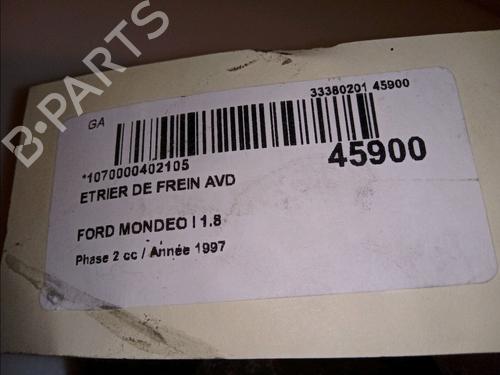 B-PARTS
GA
33380201 45900
*1070000402105
45900
ETRIER DE FREIN AVD
FORD MONDEO I 1.8
Phase 2 cc / Année 1997